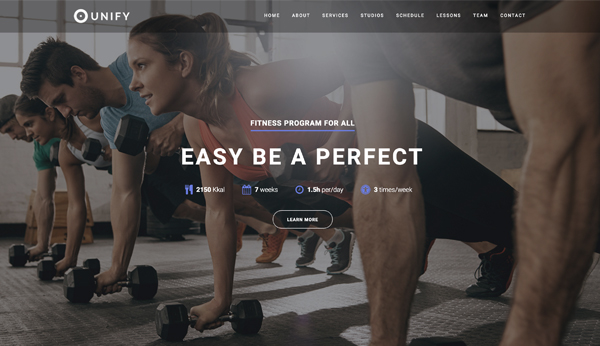 UNIFY
HOME ABOUT SERVICES STUDIOS SCHEDULE LESSONS TEAM CONTACT
FITNESS PROGRAM FOR ALL
EASY BE A PERFECT
2150 Kkal 7 weeks 1.5h per/day 3 times/week
LEARN MORE